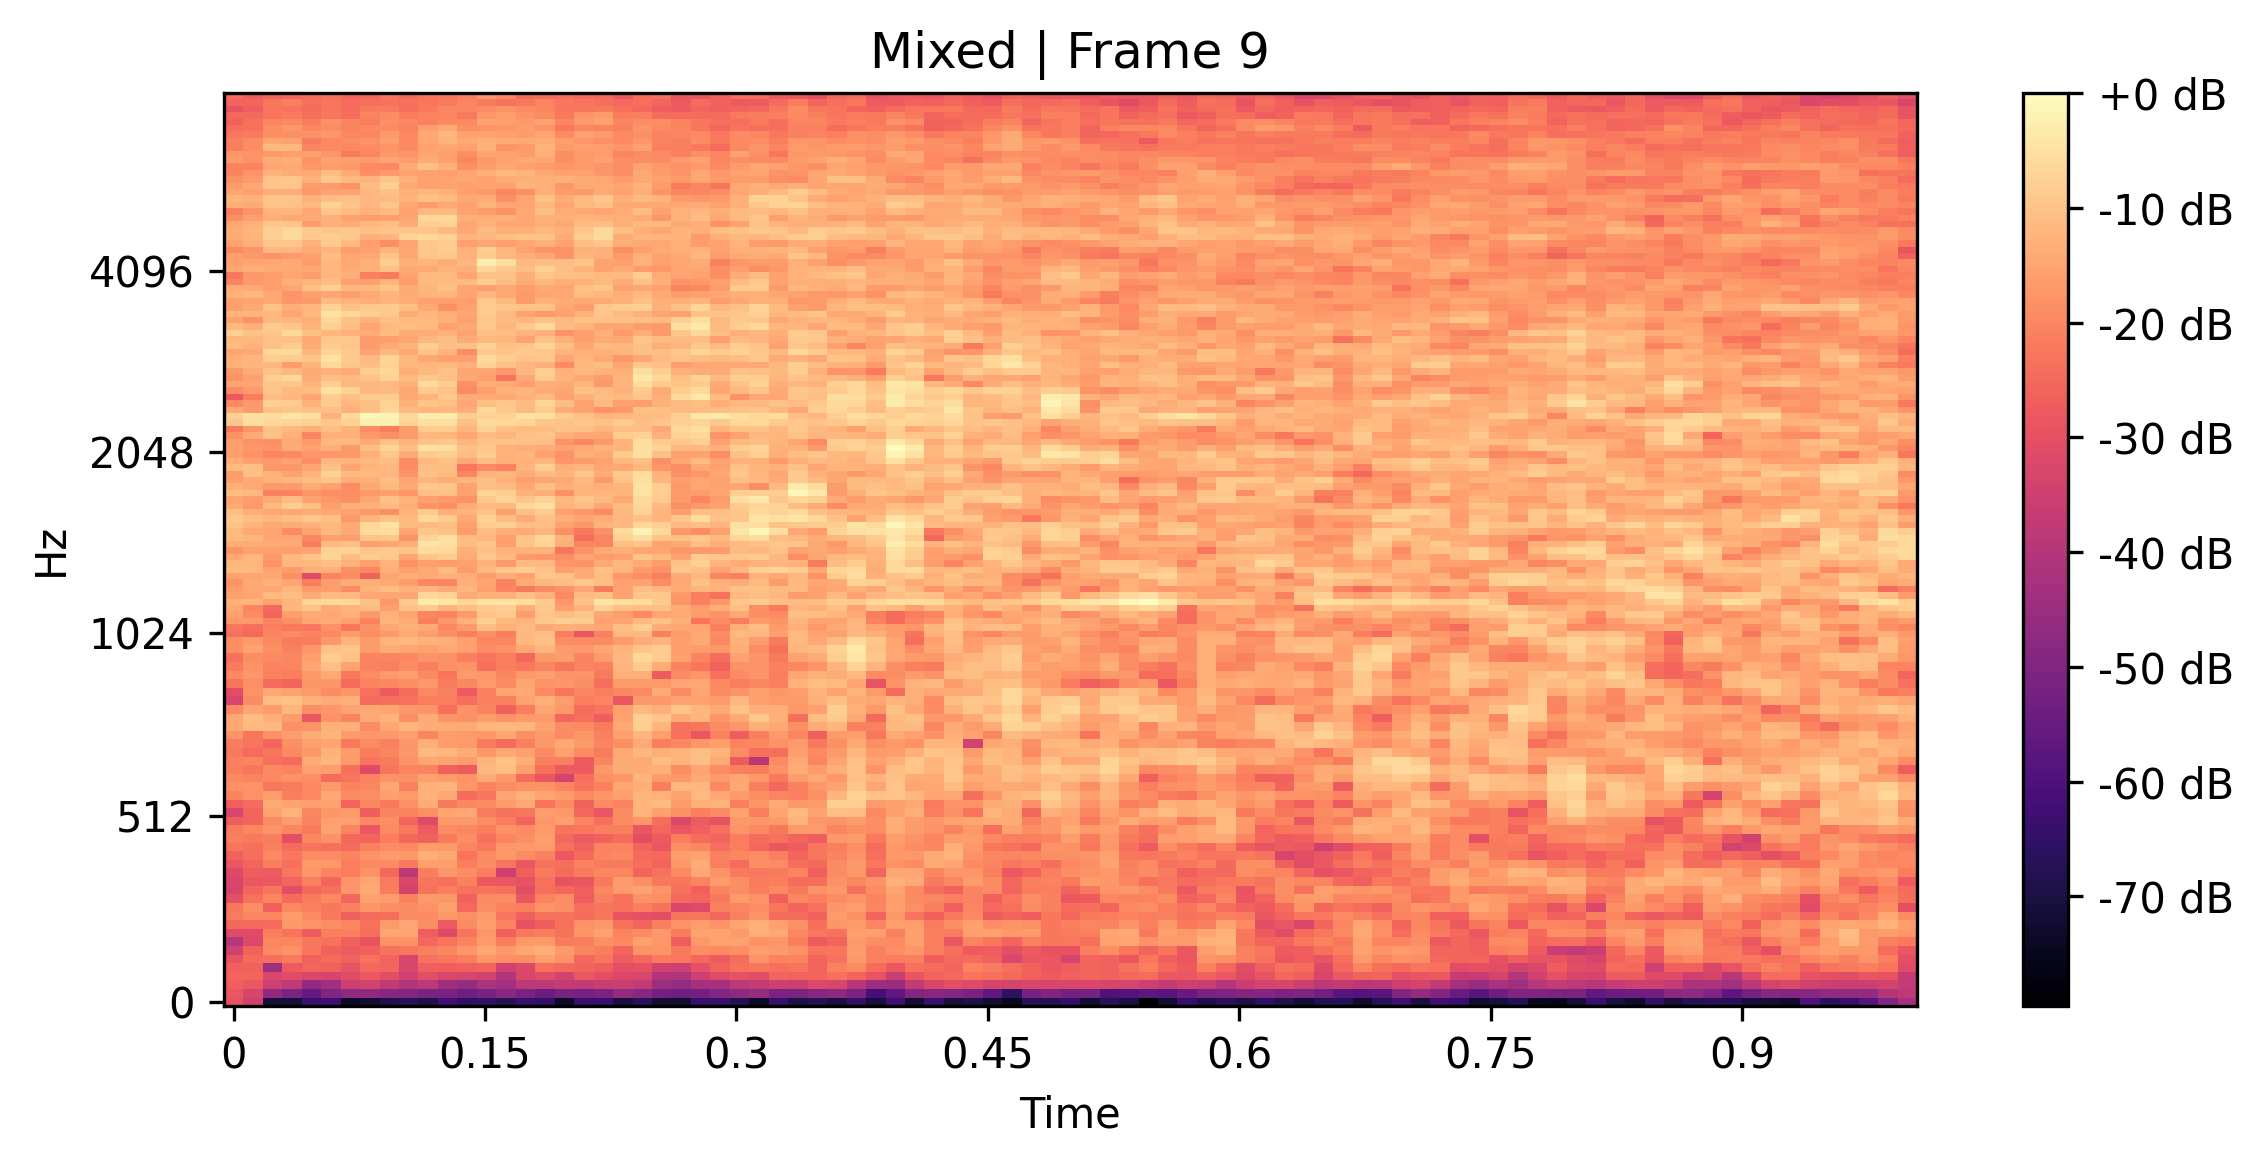 Mixed | Frame 9
+0 dB
-10 dB
-20 dB
-30 dB
-40 dB
-50 dB
-60 dB
-70 dB
Hz
4096
2048
1024
512
0
0 0.15 0.3 0.45 0.6 0.75 0.9
Time